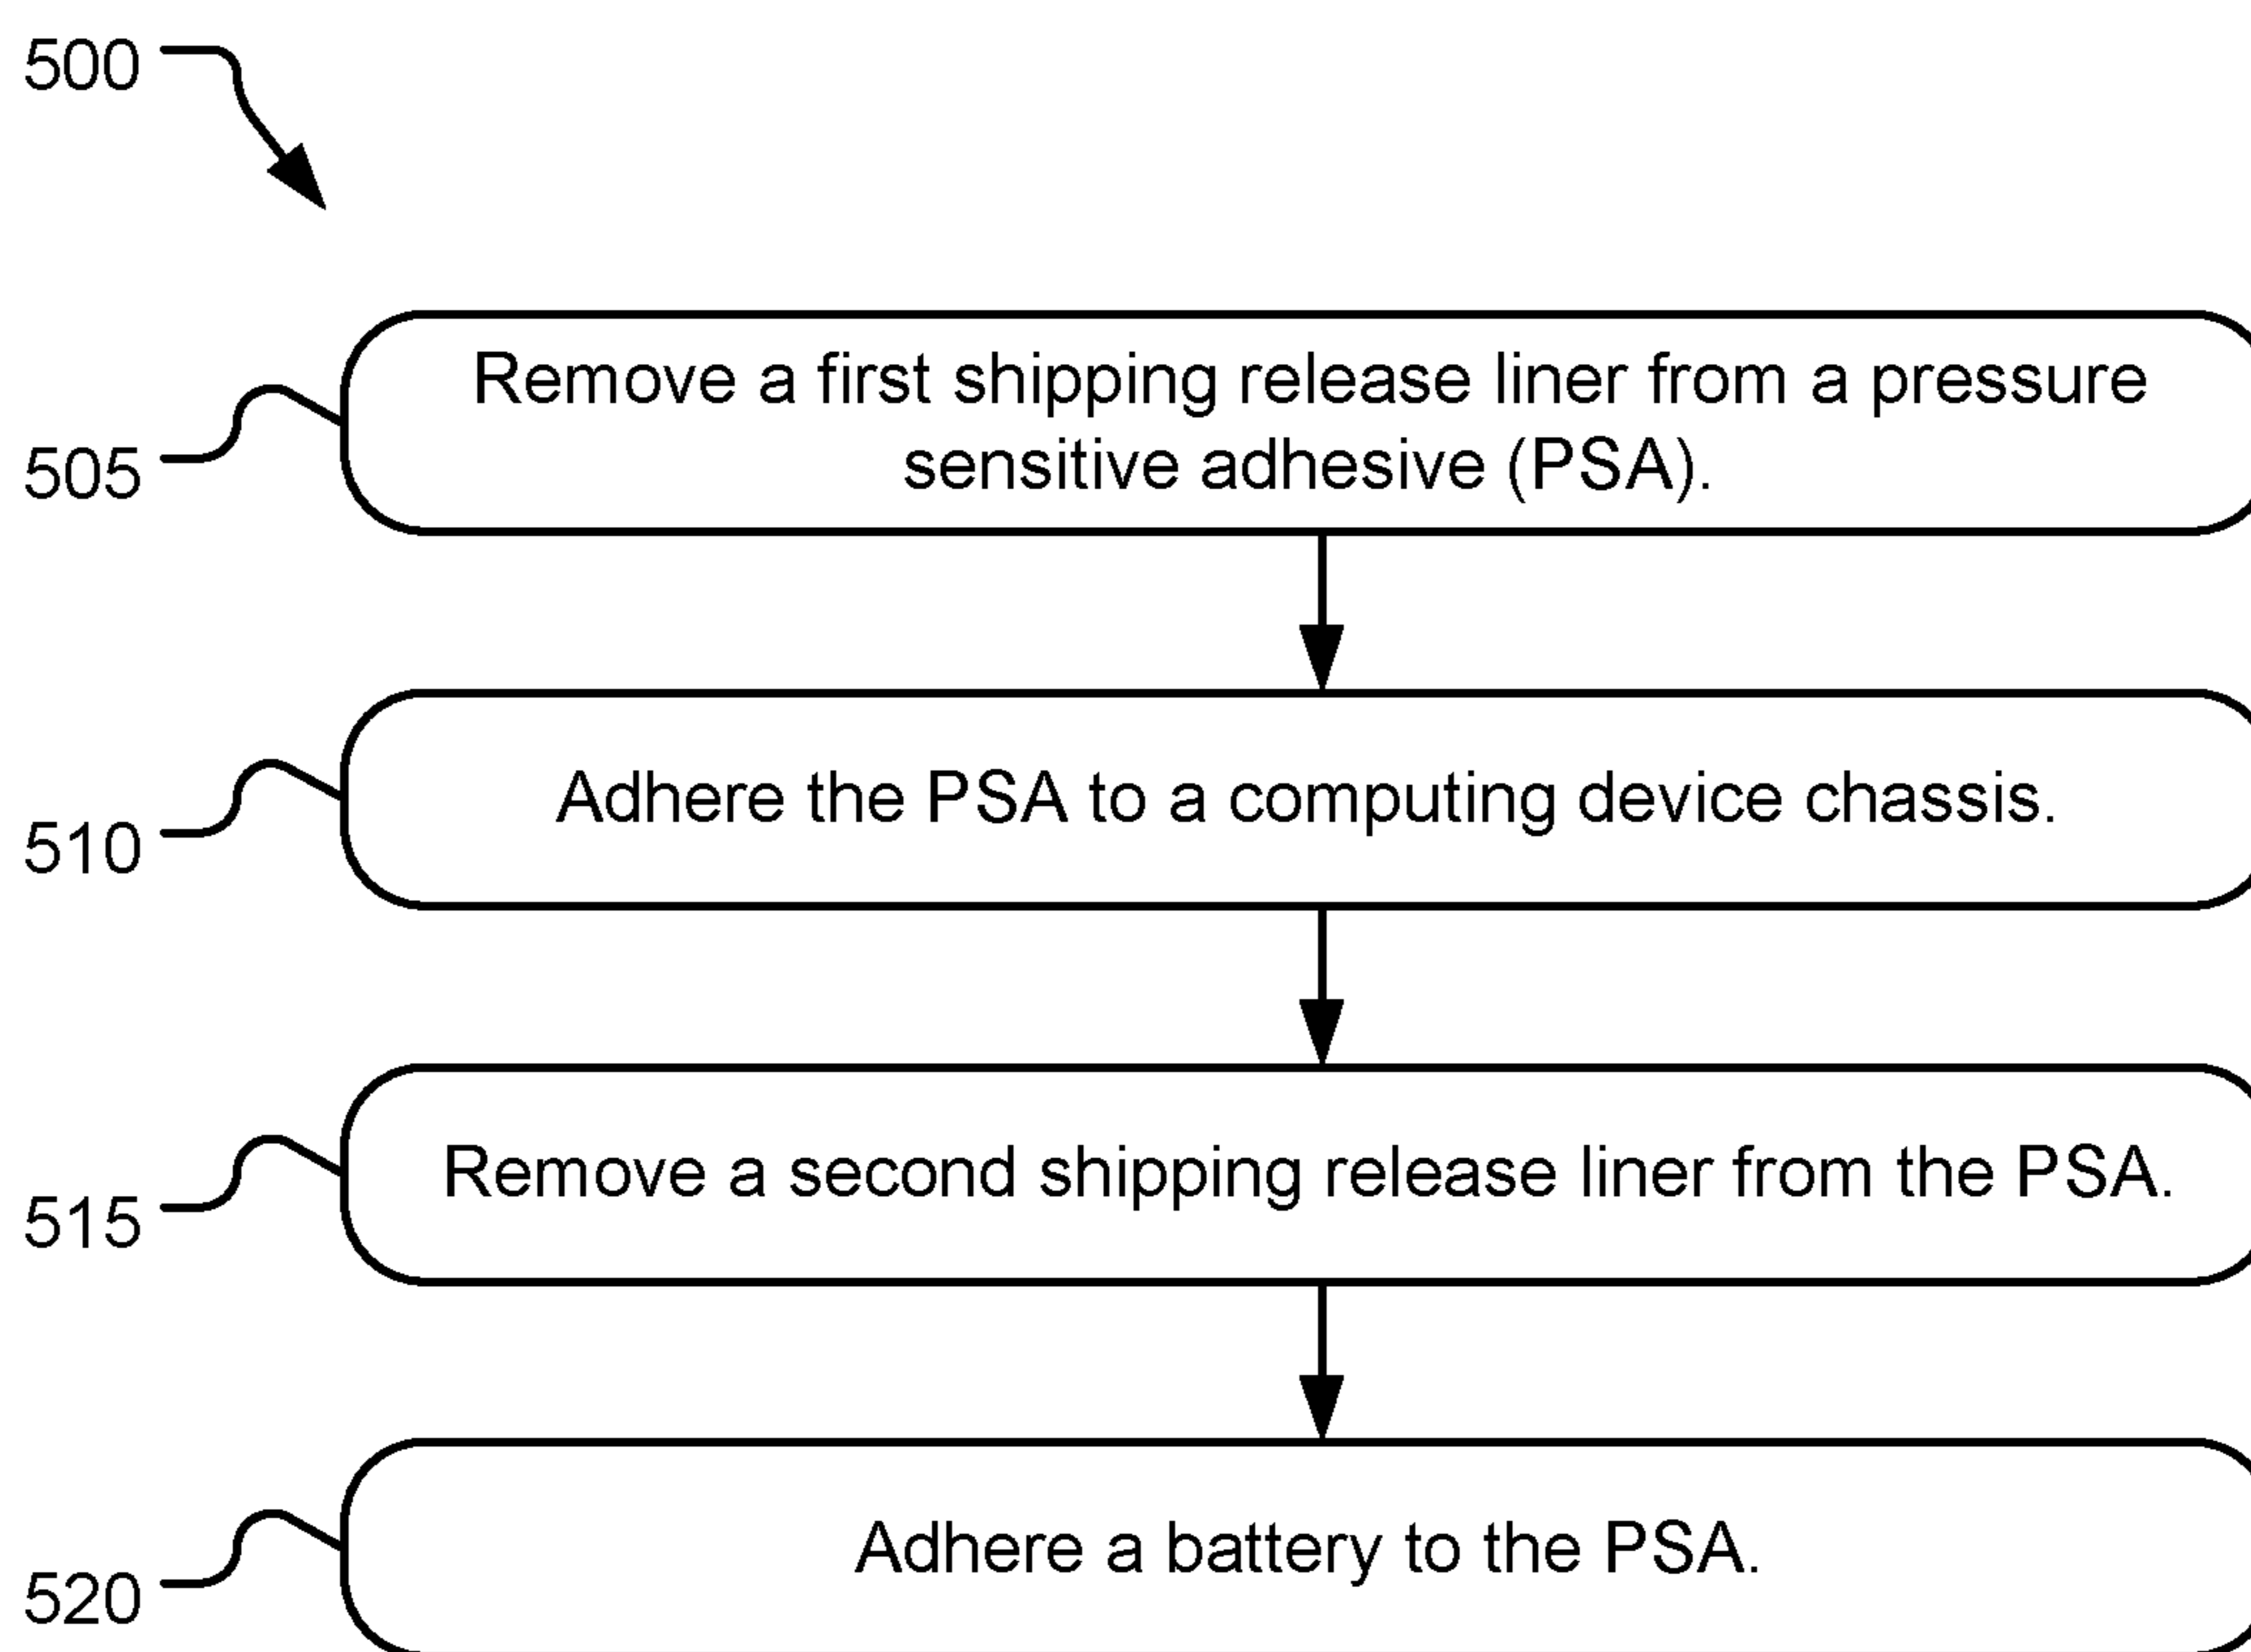 500
505
Remove a first shipping release liner from a pressure
sensitive adhesive (PSA).
510
Adhere the PSA to a computing device chassis.
515
Remove a second shipping release liner from the PSA.
520
Adhere a battery to the PSA.